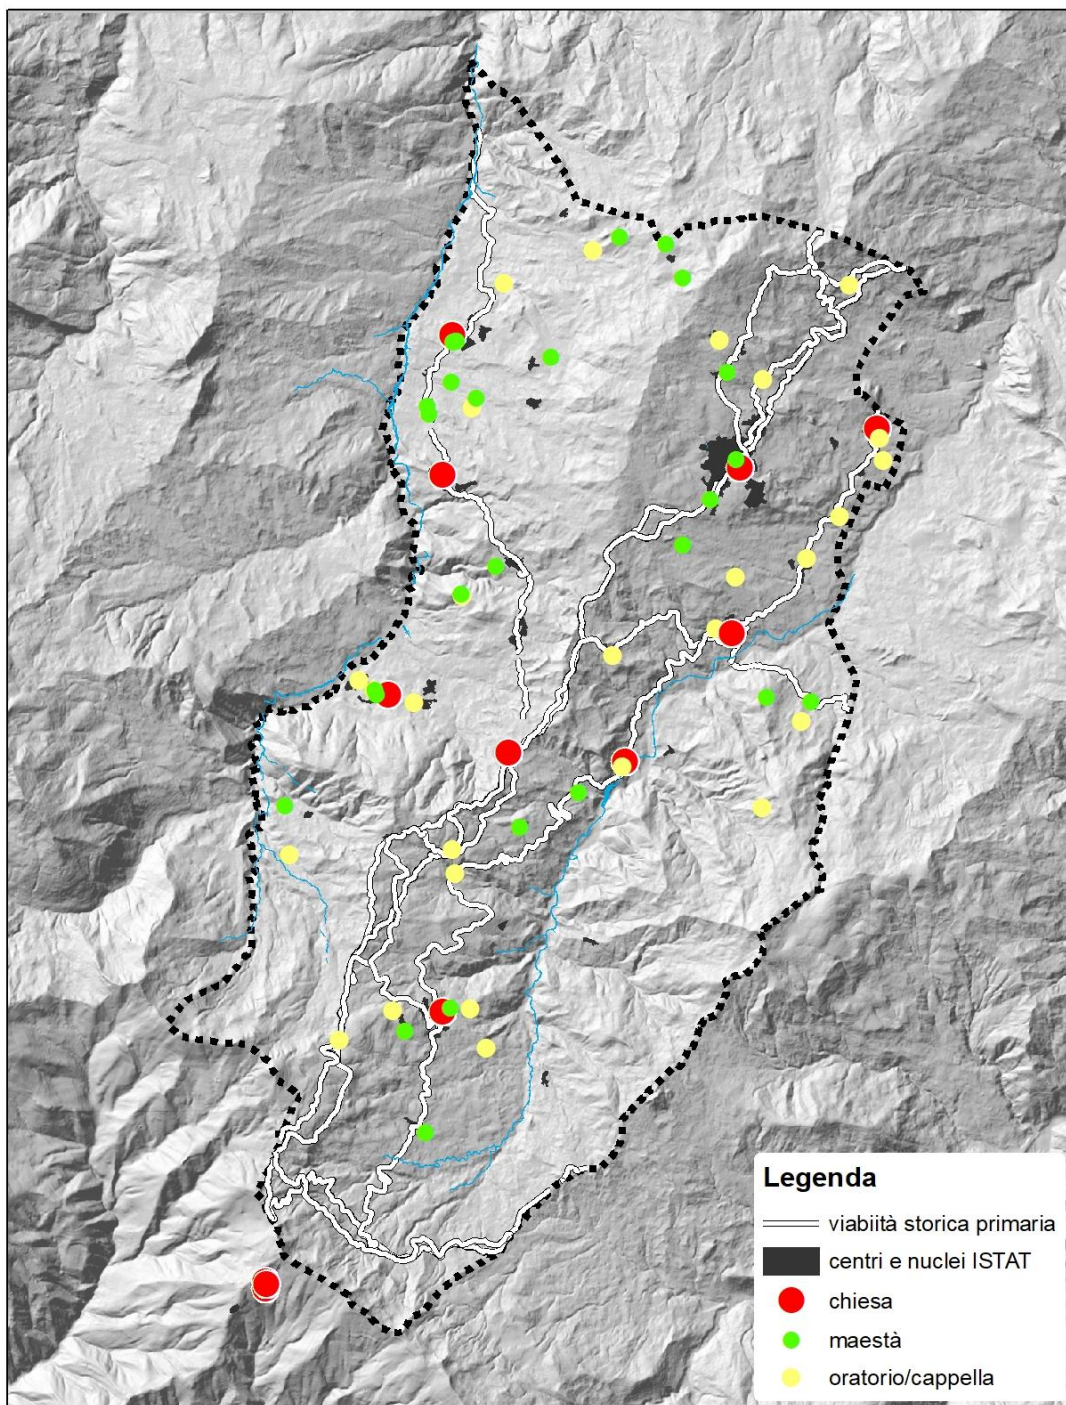 Legenda
viabiità storica primaria
centri e nuclei ISTAT
chiesa
maestà
oratorio/cappella